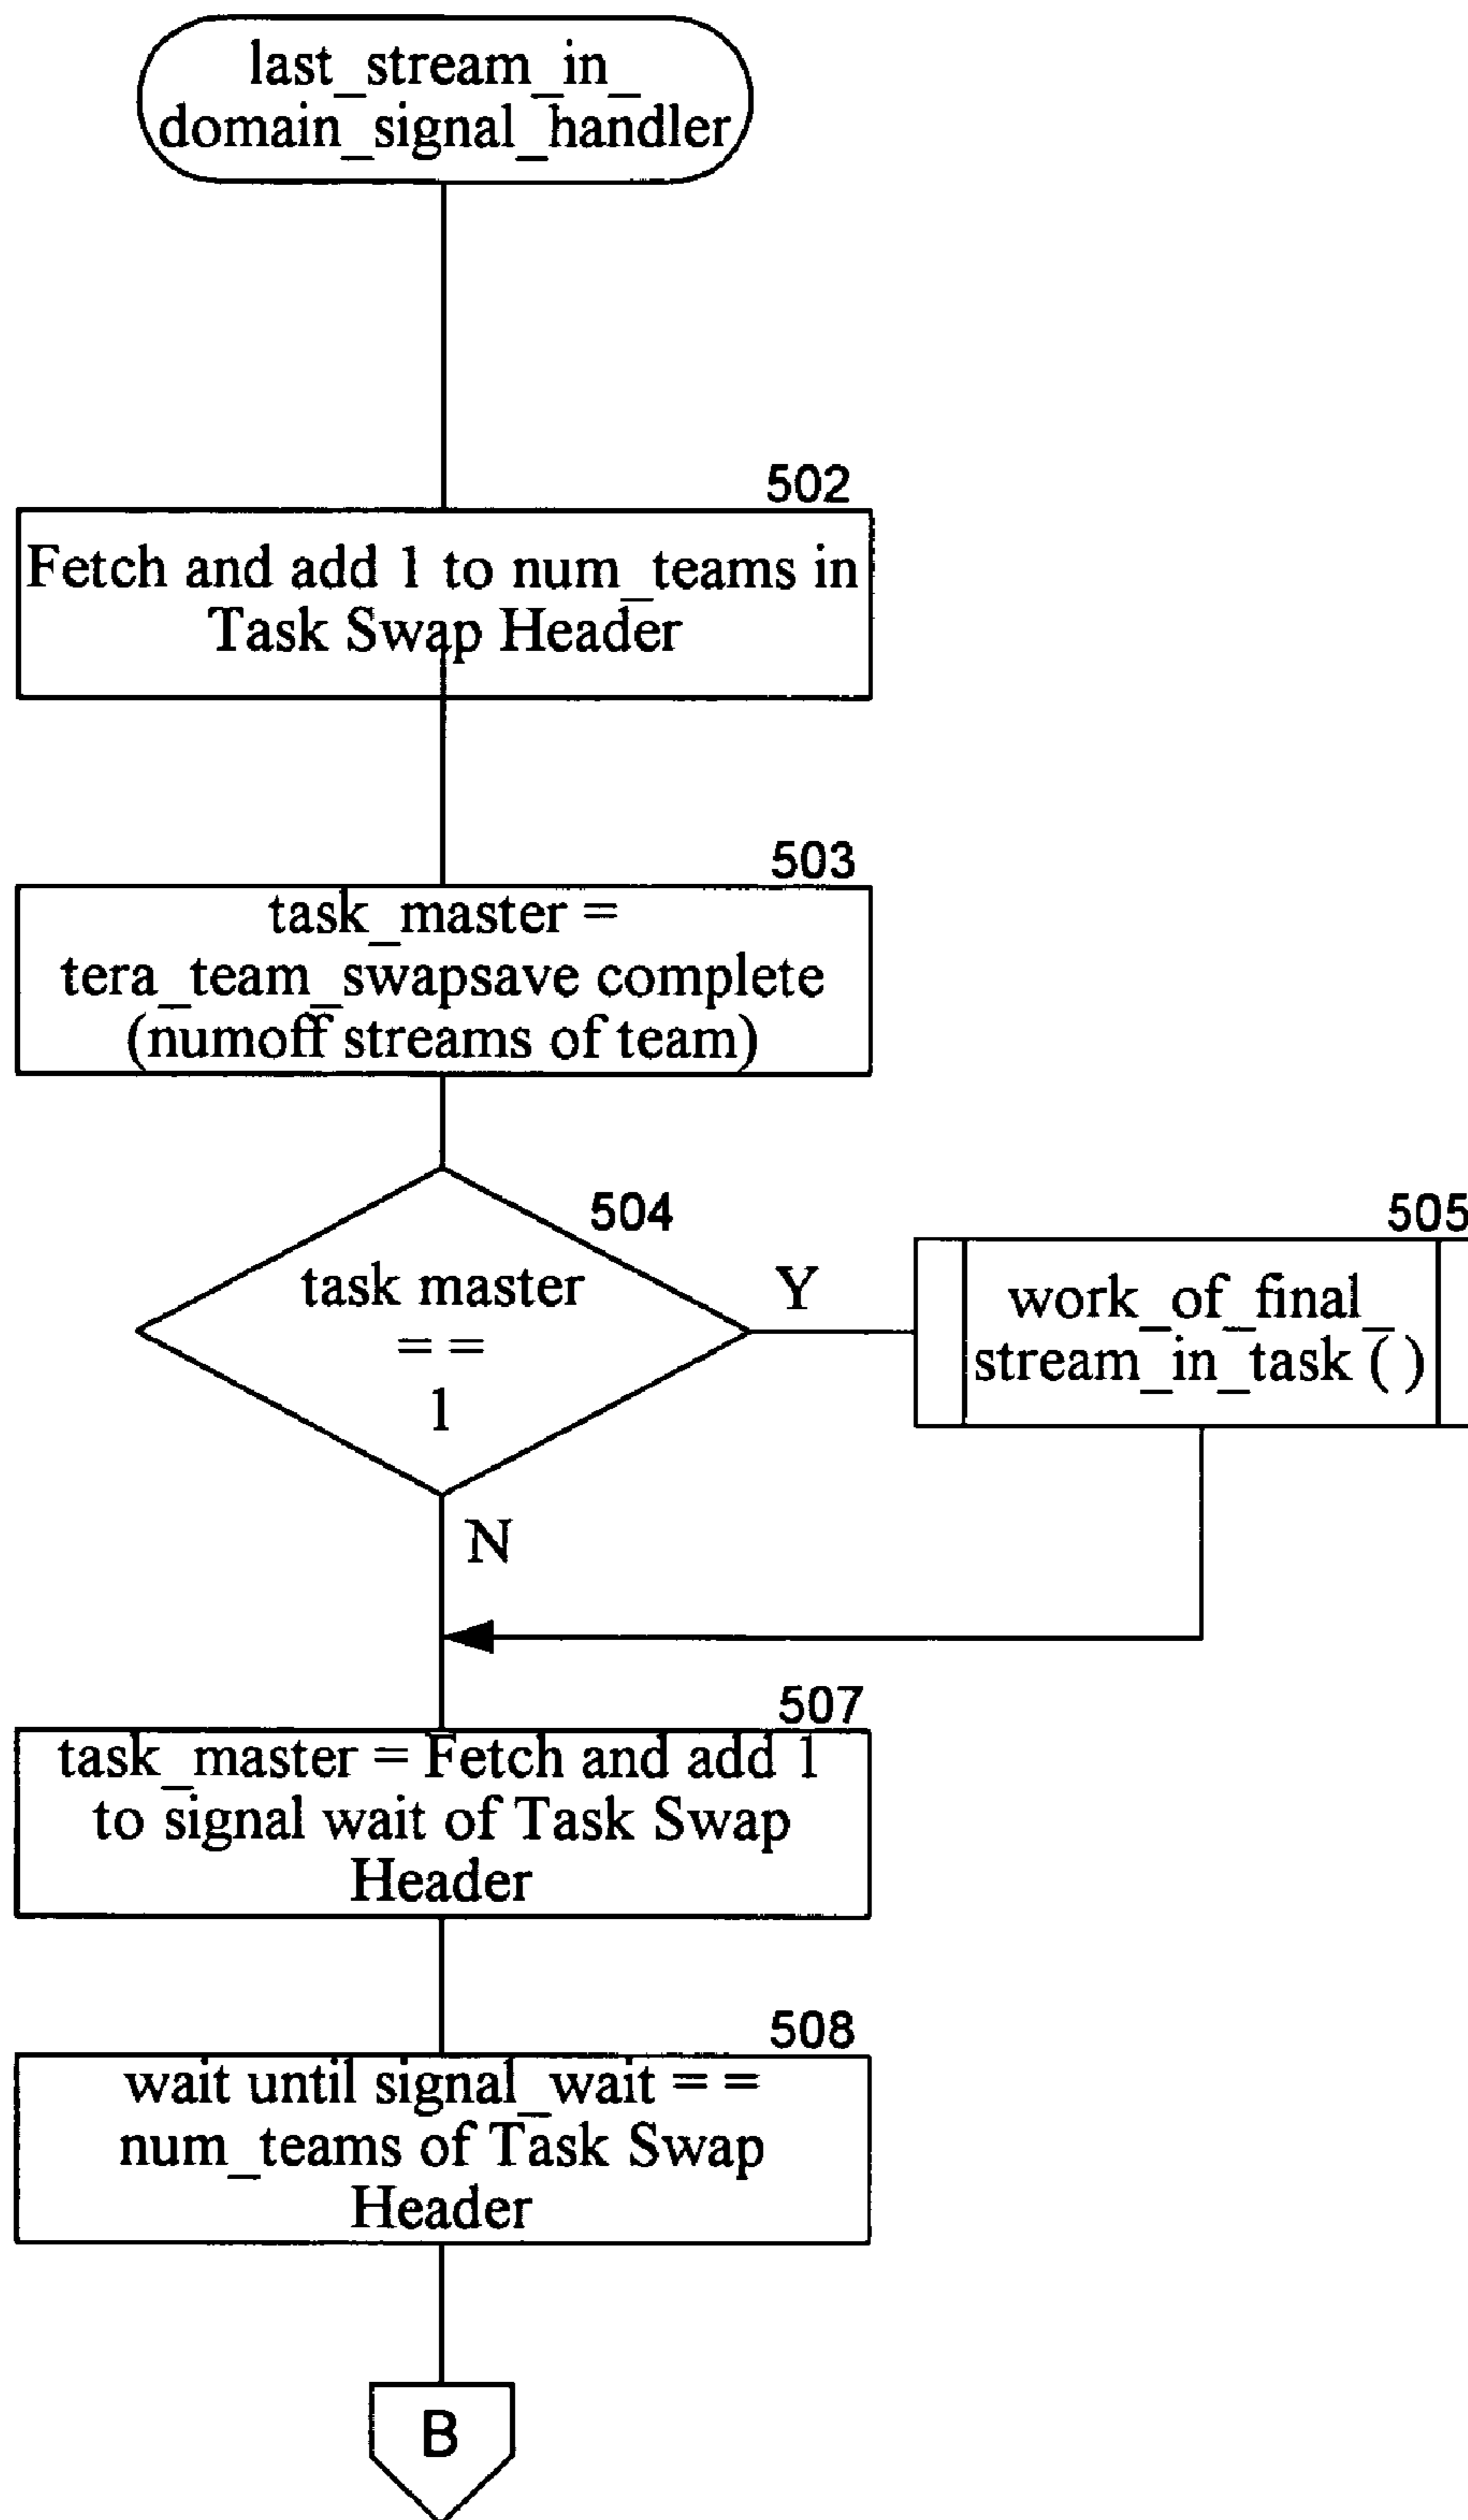 last_stream_in_
domain_signal_handler
502
Fetch and add 1 to num_teams in
Task Swap Header
503
task_master =
tera_team_swapsave complete
(numoff streams of team)
504
task master
==
1
Y
505
work_of_final_
stream_in_task ( )
N
507
task_master = Fetch and add 1
to signal wait of Task Swap
Header
508
wait until signal_wait ==
num_teams of Task Swap
Header
B